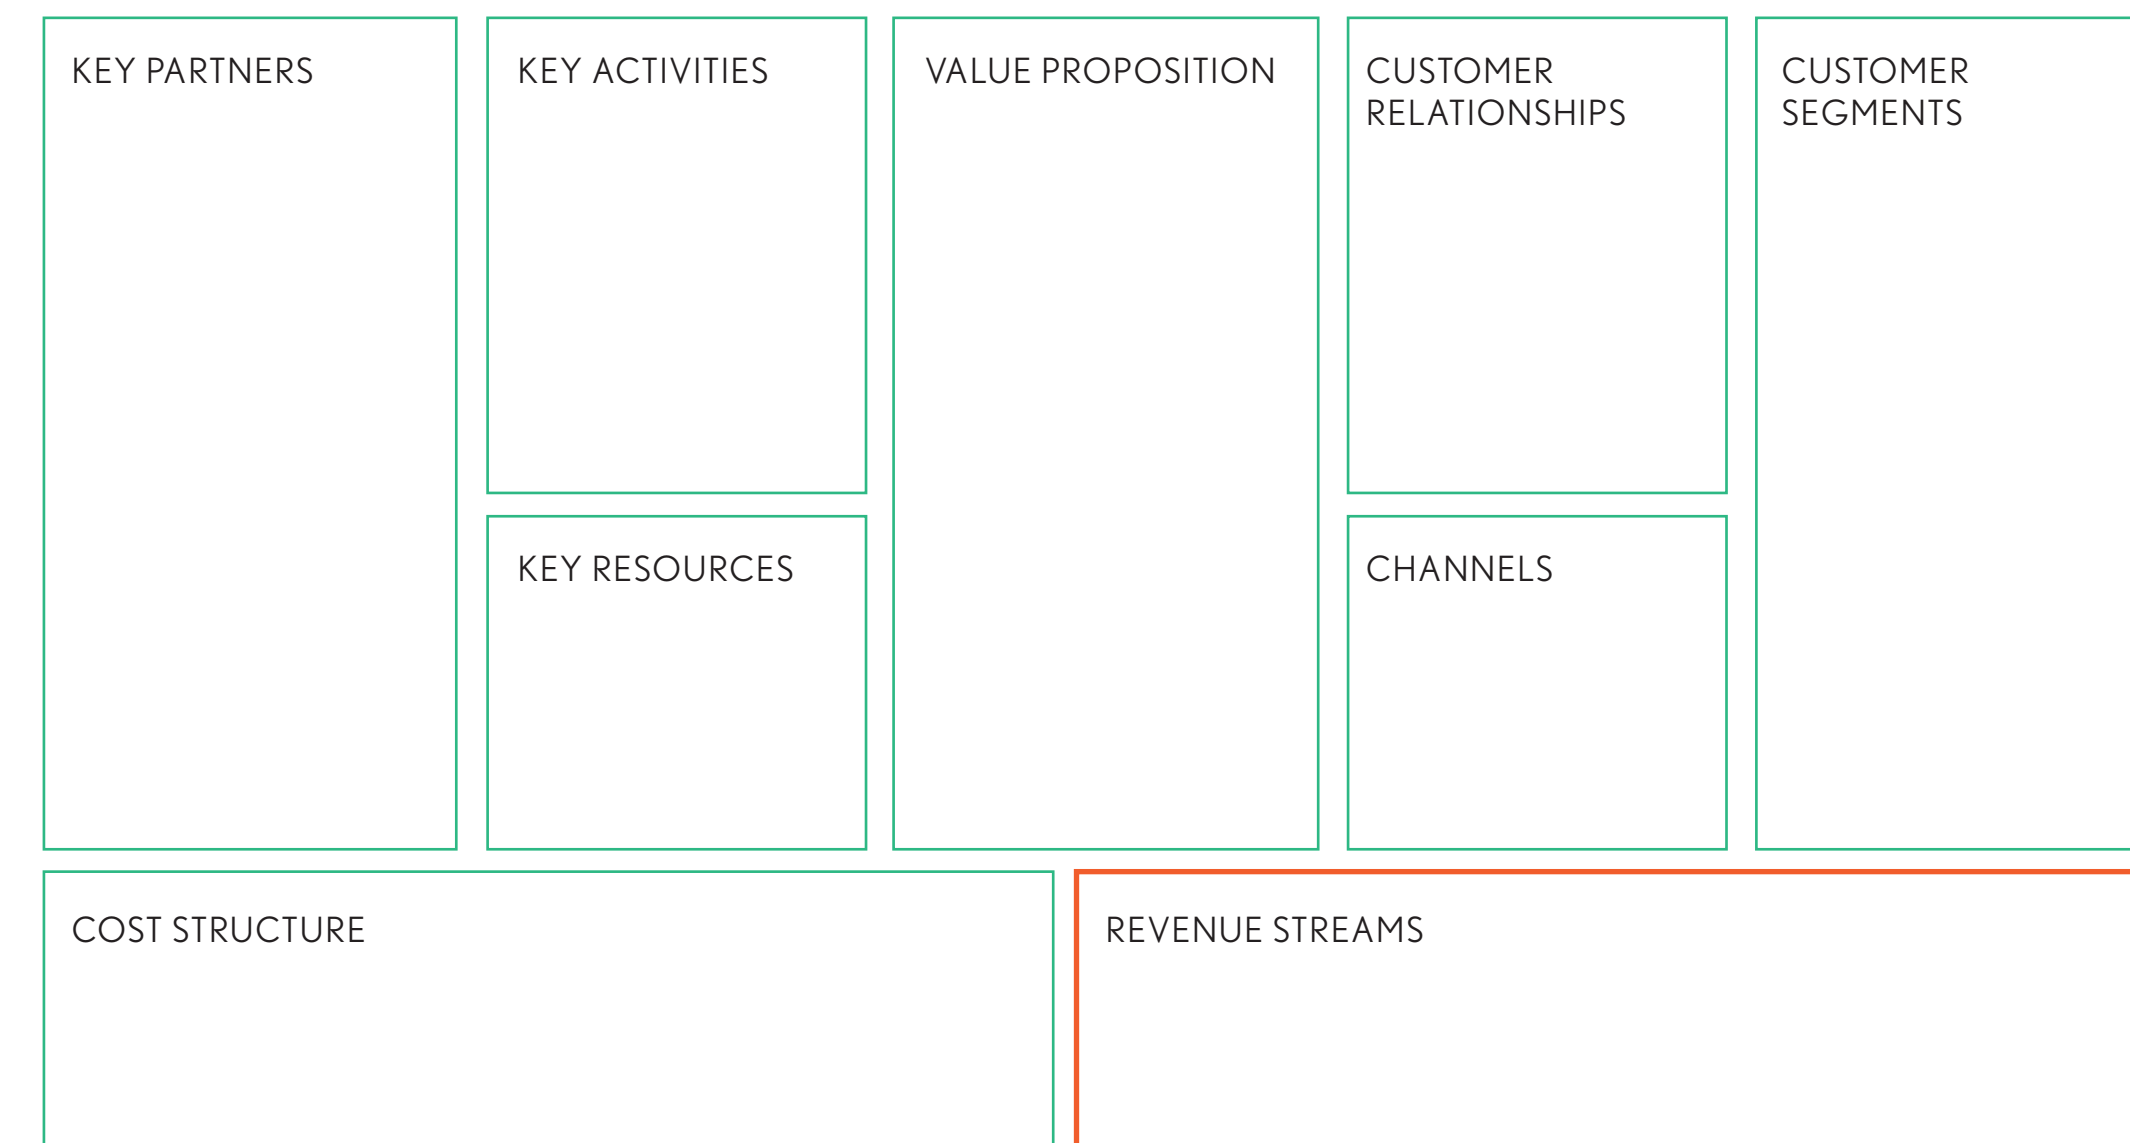 KEY PARTNERS
KEY ACTIVITIES
VALUE PROPOSITION
CUSTOMER
RELATIONSHIPS
CUSTOMER
SEGMENTS
KEY RESOURCES
CHANNELS
COST STRUCTURE
REVENUE STREAMS